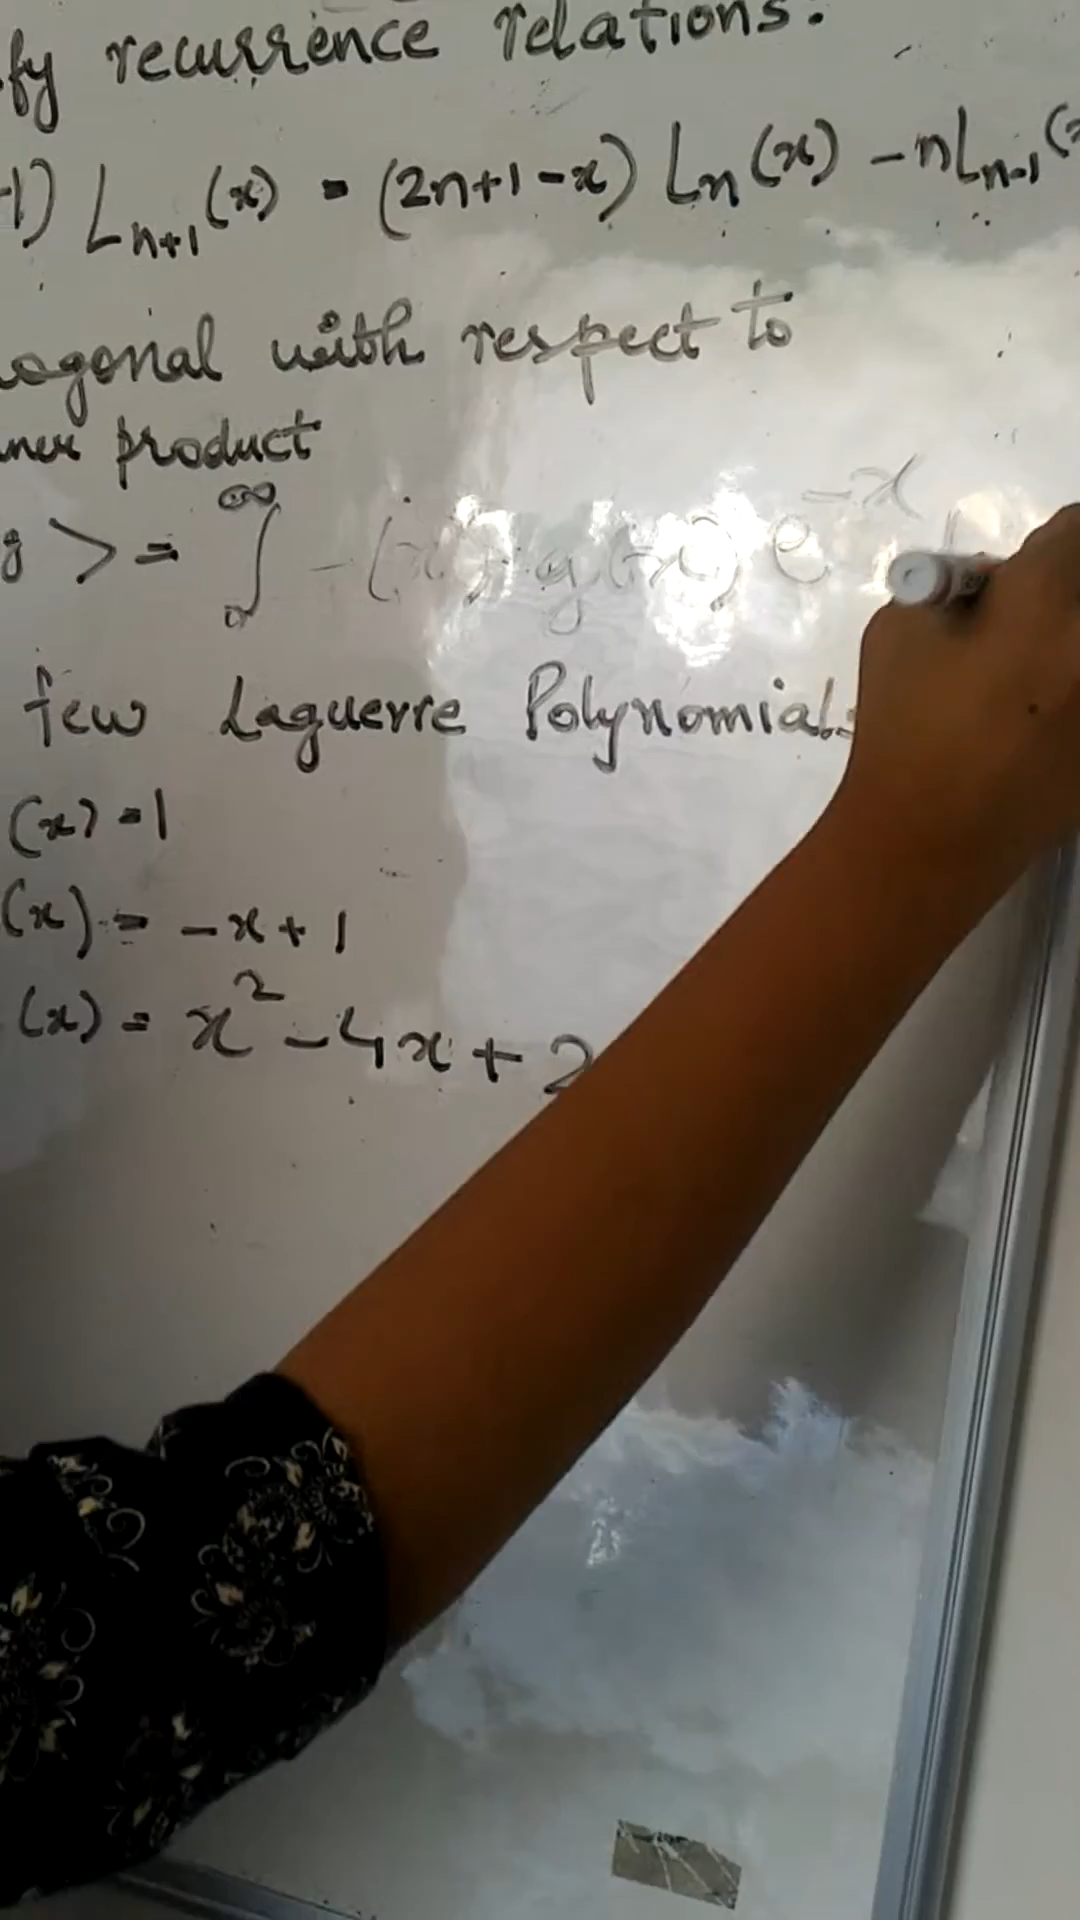 fy recurrence relations.
1) Lₙ₊₁(x) = (2n+1-x) Lₙ(x) - nLₙ₋₁(x
ogonal with respect to
ner product
g > = ∫₀^∞ (x) g(x) e^-x
few Laguerre Polynomials
(x) = 1
(x) = -x + 1
(x) = x² - 4x + 2